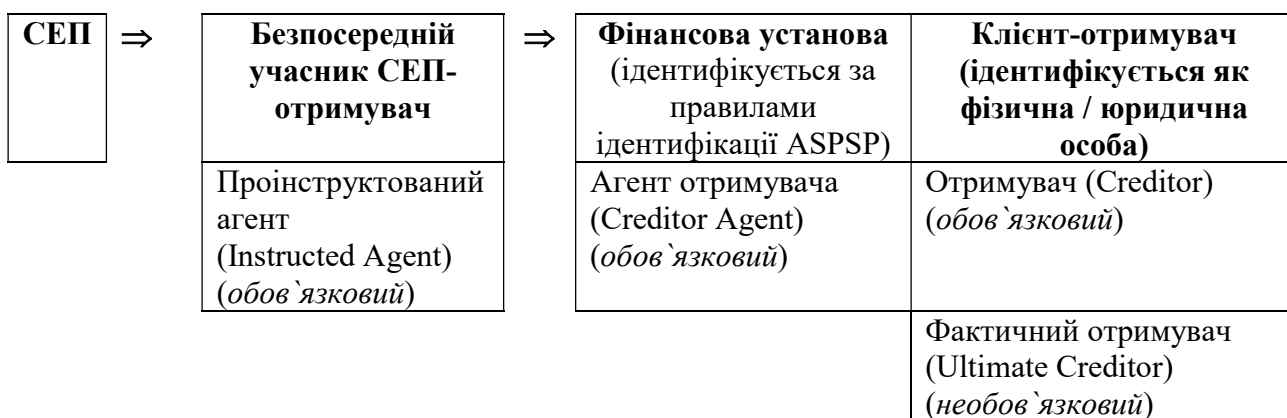 СЕП ⇒ Безпосередній учасник СЕП-отримувач ⇒ Фінансова установа (ідентифікується за правилами ідентифікації ASPSP) Клієнт-отримувач (ідентифікується як фізична / юридична особа)
Проінструктований
агент
(Instructed Agent)
(обов`язковий)
Агент отримувача
(Creditor Agent)
(обов`язковий)
Отримувач (Creditor)
(обов`язковий)
Фактичний отримувач
(Ultimate Creditor)
(необов`язковий)